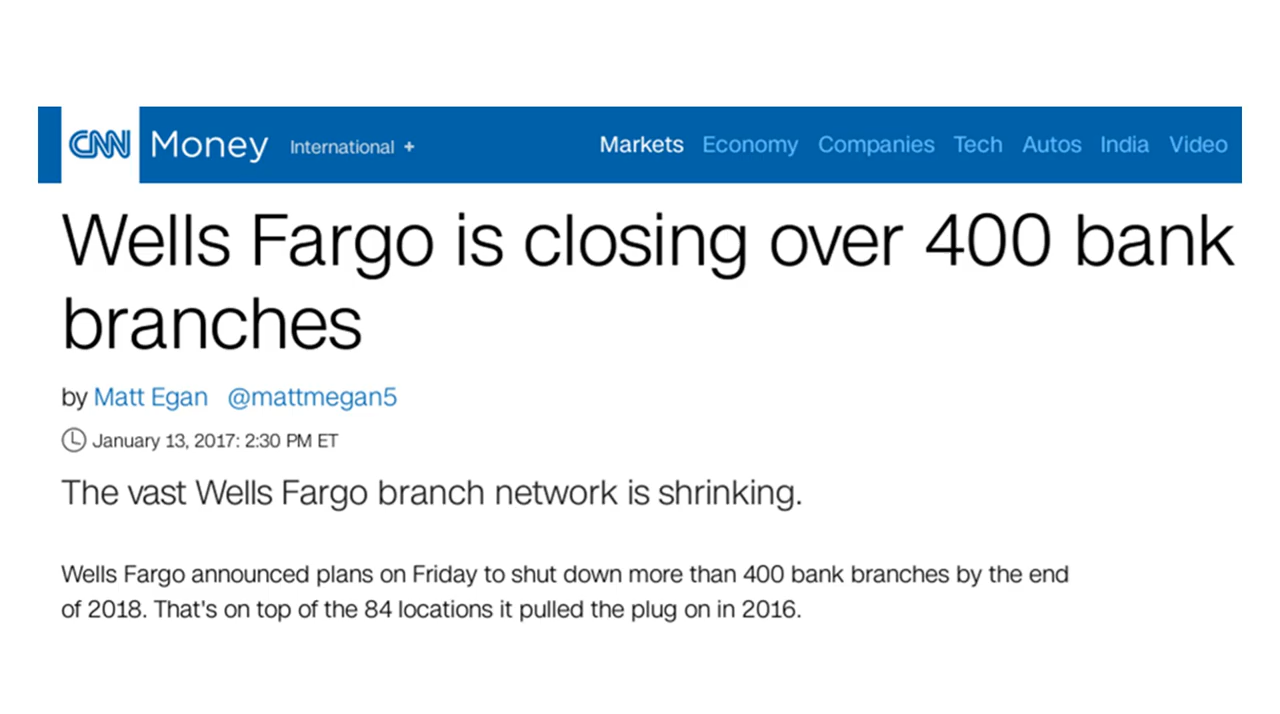 CNN Money International + Markets Economy Companies Tech Autos India Video
Wells Fargo is closing over 400 bank
branches
by Matt Egan @mattmegan5
January 13, 2017: 2:30 PM ET
The vast Wells Fargo branch network is shrinking.
Wells Fargo announced plans on Friday to shut down more than 400 bank branches by the end
of 2018. That's on top of the 84 locations it pulled the plug on in 2016.